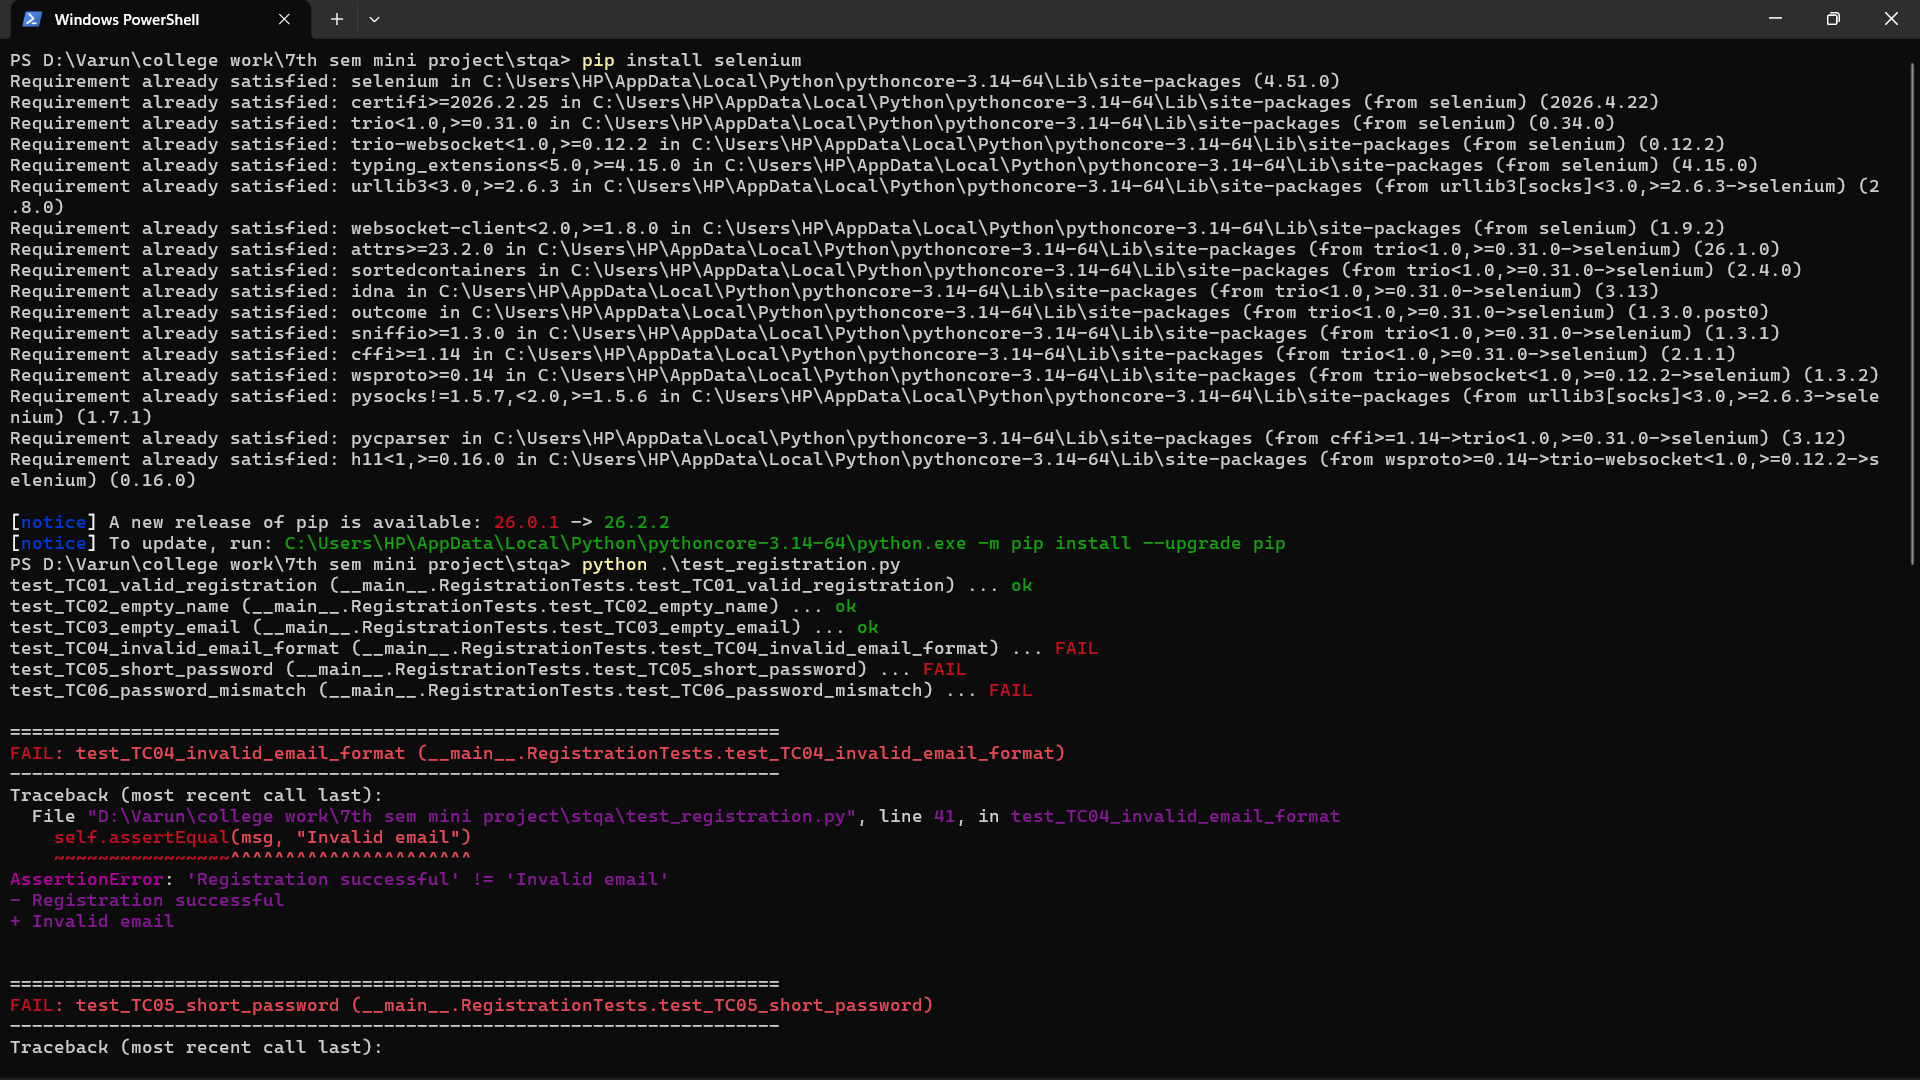 Windows PowerShell
PS D:\Varun\college work\7th sem mini project\stqa> pip install selenium
Requirement already satisfied: selenium in C:\Users\HP\AppData\Local\Python\pythoncore-3.14-64\Lib\site-packages (4.51.0)
Requirement already satisfied: certifi>=2026.2.25 in C:\Users\HP\AppData\Local\Python\pythoncore-3.14-64\Lib\site-packages (from selenium) (2026.4.22)
Requirement already satisfied: trio<1.0,>=0.31.0 in C:\Users\HP\AppData\Local\Python\pythoncore-3.14-64\Lib\site-packages (from selenium) (0.34.0)
Requirement already satisfied: trio-websocket<1.0,>=0.12.2 in C:\Users\HP\AppData\Local\Python\pythoncore-3.14-64\Lib\site-packages (from selenium) (0.12.2)
Requirement already satisfied: typing_extensions<5.0,>=4.15.0 in C:\Users\HP\AppData\Local\Python\pythoncore-3.14-64\Lib\site-packages (from selenium) (4.15.0)
Requirement already satisfied: urllib3<3.0,>=2.6.3 in C:\Users\HP\AppData\Local\Python\pythoncore-3.14-64\Lib\site-packages (from urllib3[socks]<3.0,>=2.6.3->selenium) (2
.8.0)
Requirement already satisfied: websocket-client<2.0,>=1.8.0 in C:\Users\HP\AppData\Local\Python\pythoncore-3.14-64\Lib\site-packages (from selenium) (1.9.2)
Requirement already satisfied: attrs>=23.2.0 in C:\Users\HP\AppData\Local\Python\pythoncore-3.14-64\Lib\site-packages (from trio<1.0,>=0.31.0->selenium) (26.1.0)
Requirement already satisfied: sortedcontainers in C:\Users\HP\AppData\Local\Python\pythoncore-3.14-64\Lib\site-packages (from trio<1.0,>=0.31.0->selenium) (2.4.0)
Requirement already satisfied: idna in C:\Users\HP\AppData\Local\Python\pythoncore-3.14-64\Lib\site-packages (from trio<1.0,>=0.31.0->selenium) (3.13)
Requirement already satisfied: outcome in C:\Users\HP\AppData\Local\Python\pythoncore-3.14-64\Lib\site-packages (from trio<1.0,>=0.31.0->selenium) (1.3.0.post0)
Requirement already satisfied: sniffio>=1.3.0 in C:\Users\HP\AppData\Local\Python\pythoncore-3.14-64\Lib\site-packages (from trio<1.0,>=0.31.0->selenium) (1.3.1)
Requirement already satisfied: cffi>=1.14 in C:\Users\HP\AppData\Local\Python\pythoncore-3.14-64\Lib\site-packages (from trio<1.0,>=0.31.0->selenium) (2.1.1)
Requirement already satisfied: wsproto>=0.14 in C:\Users\HP\AppData\Local\Python\pythoncore-3.14-64\Lib\site-packages (from trio-websocket<1.0,>=0.12.2->selenium) (1.3.2)
Requirement already satisfied: pysocks!=1.5.7,<2.0,>=1.5.6 in C:\Users\HP\AppData\Local\Python\pythoncore-3.14-64\Lib\site-packages (from urllib3[socks]<3.0,>=2.6.3->sele
nium) (1.7.1)
Requirement already satisfied: pycparser in C:\Users\HP\AppData\Local\Python\pythoncore-3.14-64\Lib\site-packages (from cffi>=1.14->trio<1.0,>=0.31.0->selenium) (3.12)
Requirement already satisfied: h11<1,>=0.16.0 in C:\Users\HP\AppData\Local\Python\pythoncore-3.14-64\Lib\site-packages (from wsproto>=0.14->trio-websocket<1.0,>=0.12.2->s
elenium) (0.16.0)
[notice] A new release of pip is available: 26.0.1 -> 26.2.2
[notice] To update, run: C:\Users\HP\AppData\Local\Python\pythoncore-3.14-64\python.exe -m pip install --upgrade pip
PS D:\Varun\college work\7th sem mini project\stqa> python .\test_registration.py
test_TC01_valid_registration (__main__.RegistrationTests.test_TC01_valid_registration) ... ok
test_TC02_empty_name (__main__.RegistrationTests.test_TC02_empty_name) ... ok
test_TC03_empty_email (__main__.RegistrationTests.test_TC03_empty_email) ... ok
test_TC04_invalid_email_format (__main__.RegistrationTests.test_TC04_invalid_email_format) ... FAIL
test_TC05_short_password (__main__.RegistrationTests.test_TC05_short_password) ... FAIL
test_TC06_password_mismatch (__main__.RegistrationTests.test_TC06_password_mismatch) ... FAIL
======================================================================
FAIL: test_TC04_invalid_email_format (__main__.RegistrationTests.test_TC04_invalid_email_format)
----------------------------------------------------------------------
Traceback (most recent call last):
  File "D:\Varun\college work\7th sem mini project\stqa\test_registration.py", line 41, in test_TC04_invalid_email_format
    self.assertEqual(msg, "Invalid email")
    ~~~~~~~~~~~~~~~~^^^^^^^^^^^^^^^^^^^^^^
AssertionError: 'Registration successful' != 'Invalid email'
- Registration successful
+ Invalid email
======================================================================
FAIL: test_TC05_short_password (__main__.RegistrationTests.test_TC05_short_password)
----------------------------------------------------------------------
Traceback (most recent call last):